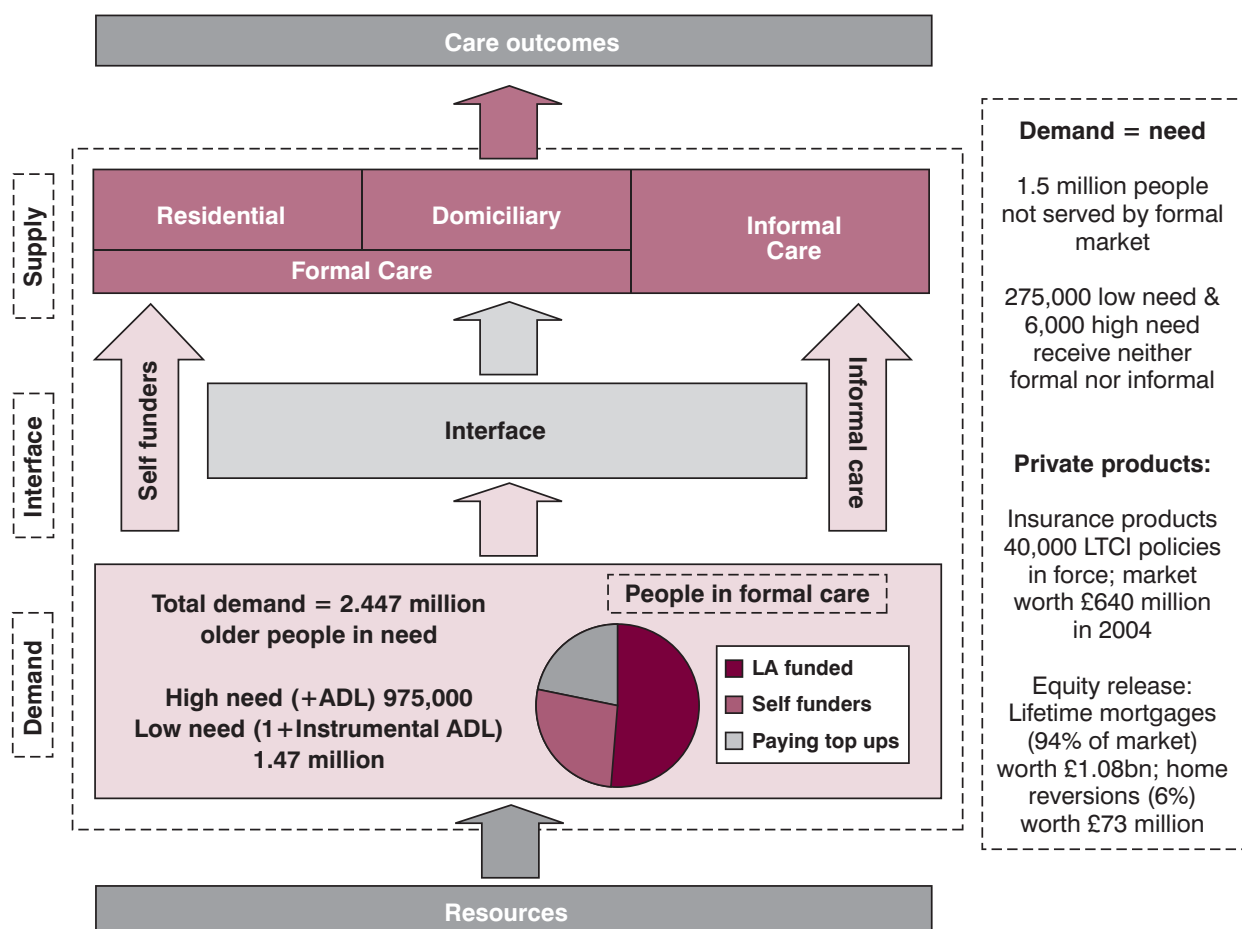 Care outcomes
Supply
Residential
Domiciliary
Informal
Care
Formal Care
Interface
Self funders
Interface
Informal care
Demand
Total demand = 2.447 million
older people in need
High need (+ADL) 975,000
Low need (1+Instrumental ADL)
1.47 million
People in formal care
LA funded
Self funders
Paying top ups
Resources
Demand = need
1.5 million people
not served by formal
market
275,000 low need &
6,000 high need
receive neither
formal nor informal
Private products:
Insurance products
40,000 LTCI policies
in force; market
worth £640 million
in 2004
Equity release:
Lifetime mortgages
(94% of market)
worth £1.08bn; home
reversions (6%)
worth £73 million